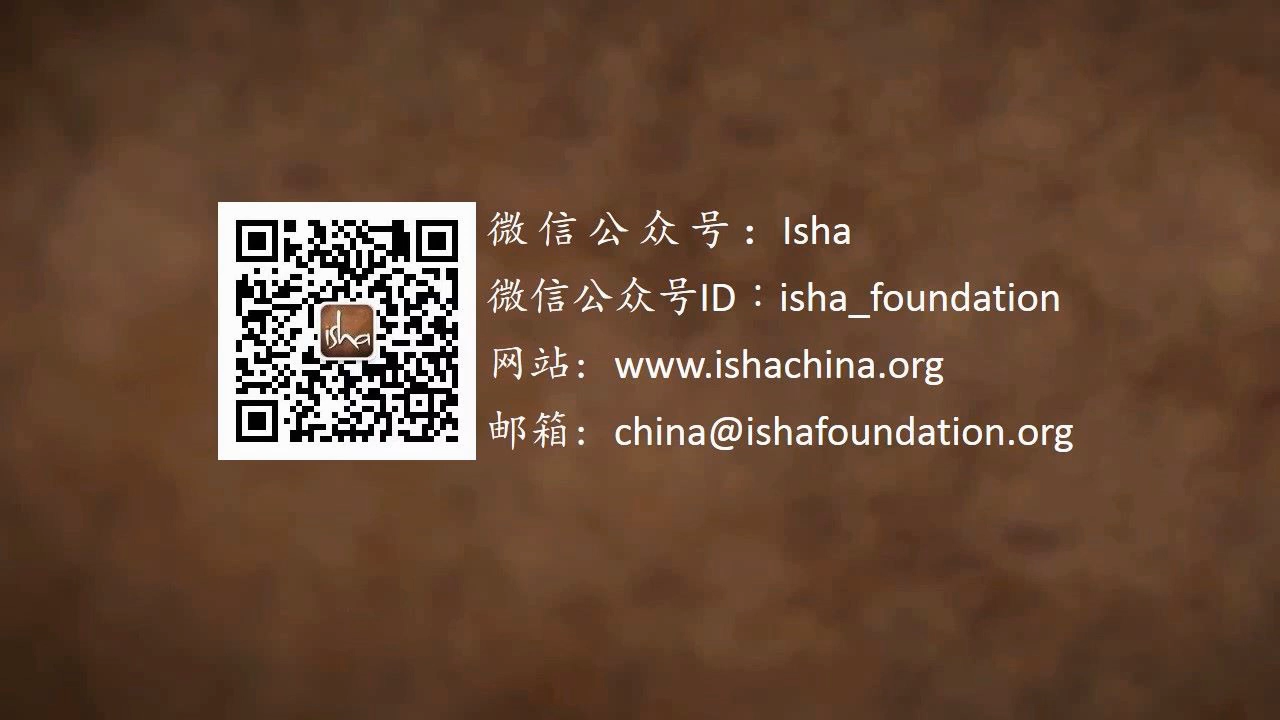 isha
微信公众号：Isha
微信公众号ID：isha_foundation
网站：www.ishachina.org
邮箱：china@ishafoundation.org